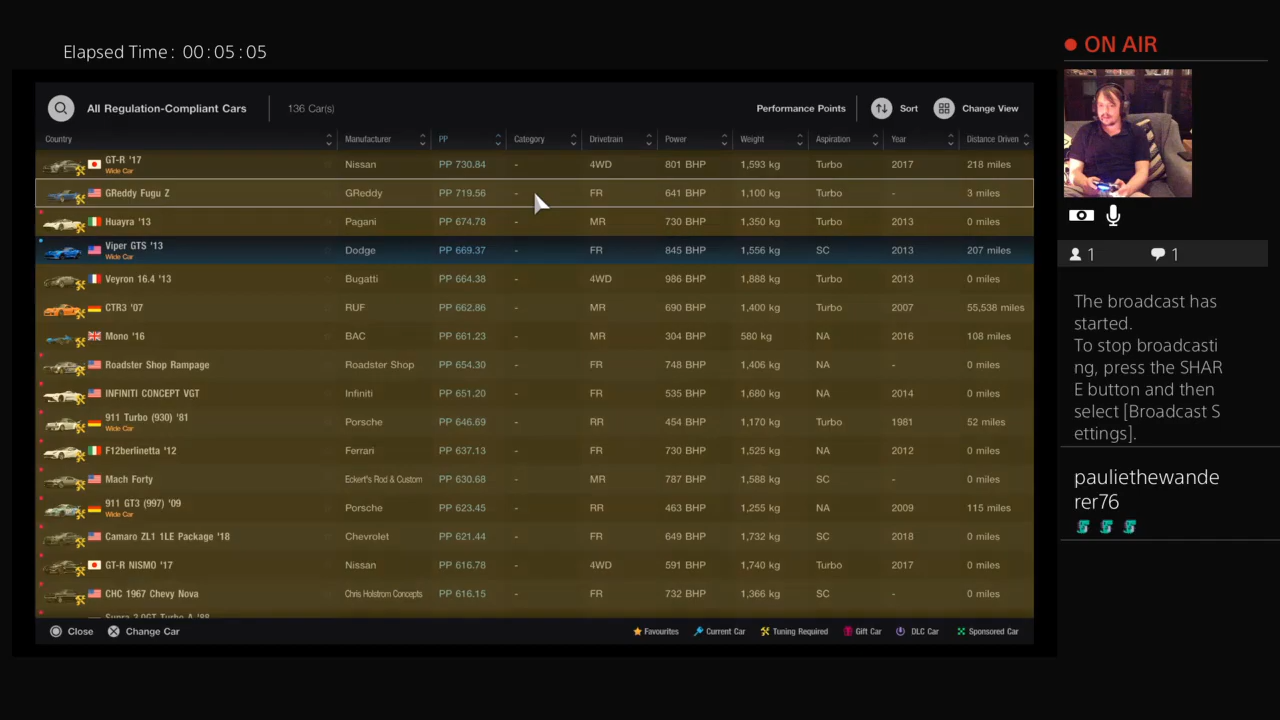 Elapsed Time: 00:05:05
ON AIR
All Regulation-Compliant Cars 136 Car(s) Performance Points Sort Change View
Country Manufacturer PP Category Drivetrain Power Weight Aspiration Year Distance Driven
GT-R '17 Nissan PP 730.84 - 4WD 801 BHP 1,593 kg Turbo 2017 218 miles
Wide Car
GReddy Fugu Z GReddy PP 719.56 - FR 641 BHP 1,100 kg Turbo - 3 miles
Huayra '13 Pagani PP 674.78 - MR 730 BHP 1,350 kg Turbo 2013 0 miles
Viper GTS '13 Dodge PP 669.37 - FR 845 BHP 1,556 kg SC 2013 207 miles
Wide Car
Veyron 16.4 '13 Bugatti PP 664.38 - 4WD 986 BHP 1,888 kg Turbo 2013 0 miles
CTR3 '07 RUF PP 662.86 - MR 690 BHP 1,400 kg Turbo 2007 55,538 miles
Mono '16 BAC PP 661.23 - MR 304 BHP 580 kg NA 2016 108 miles
Roadster Shop Rampage Roadster Shop PP 654.30 - FR 748 BHP 1,406 kg NA - 0 miles
INFINITI CONCEPT VGT Infiniti PP 651.20 - FR 535 BHP 1,680 kg NA 2014 0 miles
911 Turbo (930) '81 Porsche PP 646.69 - RR 454 BHP 1,170 kg Turbo 1981 52 miles
Wide Car
F12berlinetta '12 Ferrari PP 637.13 - FR 730 BHP 1,525 kg NA 2012 0 miles
Mach Forty Eckert's Rod & Custom PP 630.68 - MR 787 BHP 1,588 kg SC - 0 miles
911 GT3 (997) '09 Porsche PP 623.45 - RR 463 BHP 1,255 kg NA 2009 115 miles
Wide Car
Camaro ZL1 1LE Package '18 Chevrolet PP 621.44 - FR 649 BHP 1,732 kg SC 2018 0 miles
GT-R NISMO '17 Nissan PP 616.78 - 4WD 591 BHP 1,740 kg Turbo 2017 0 miles
CHC 1967 Chevy Nova Chris Holstrom Concepts PP 616.15 - FR 732 BHP 1,366 kg SC - 0 miles
Supra 3.0GT Turbo A '88
Close Change Car Favourites Current Car Tuning Required Gift Car DLC Car Sponsored Car
1 1
The broadcast has
started.
To stop broadcasti
ng, press the SHAR
E button and then
select [Broadcast S
ettings].
pauliethewande
rer76